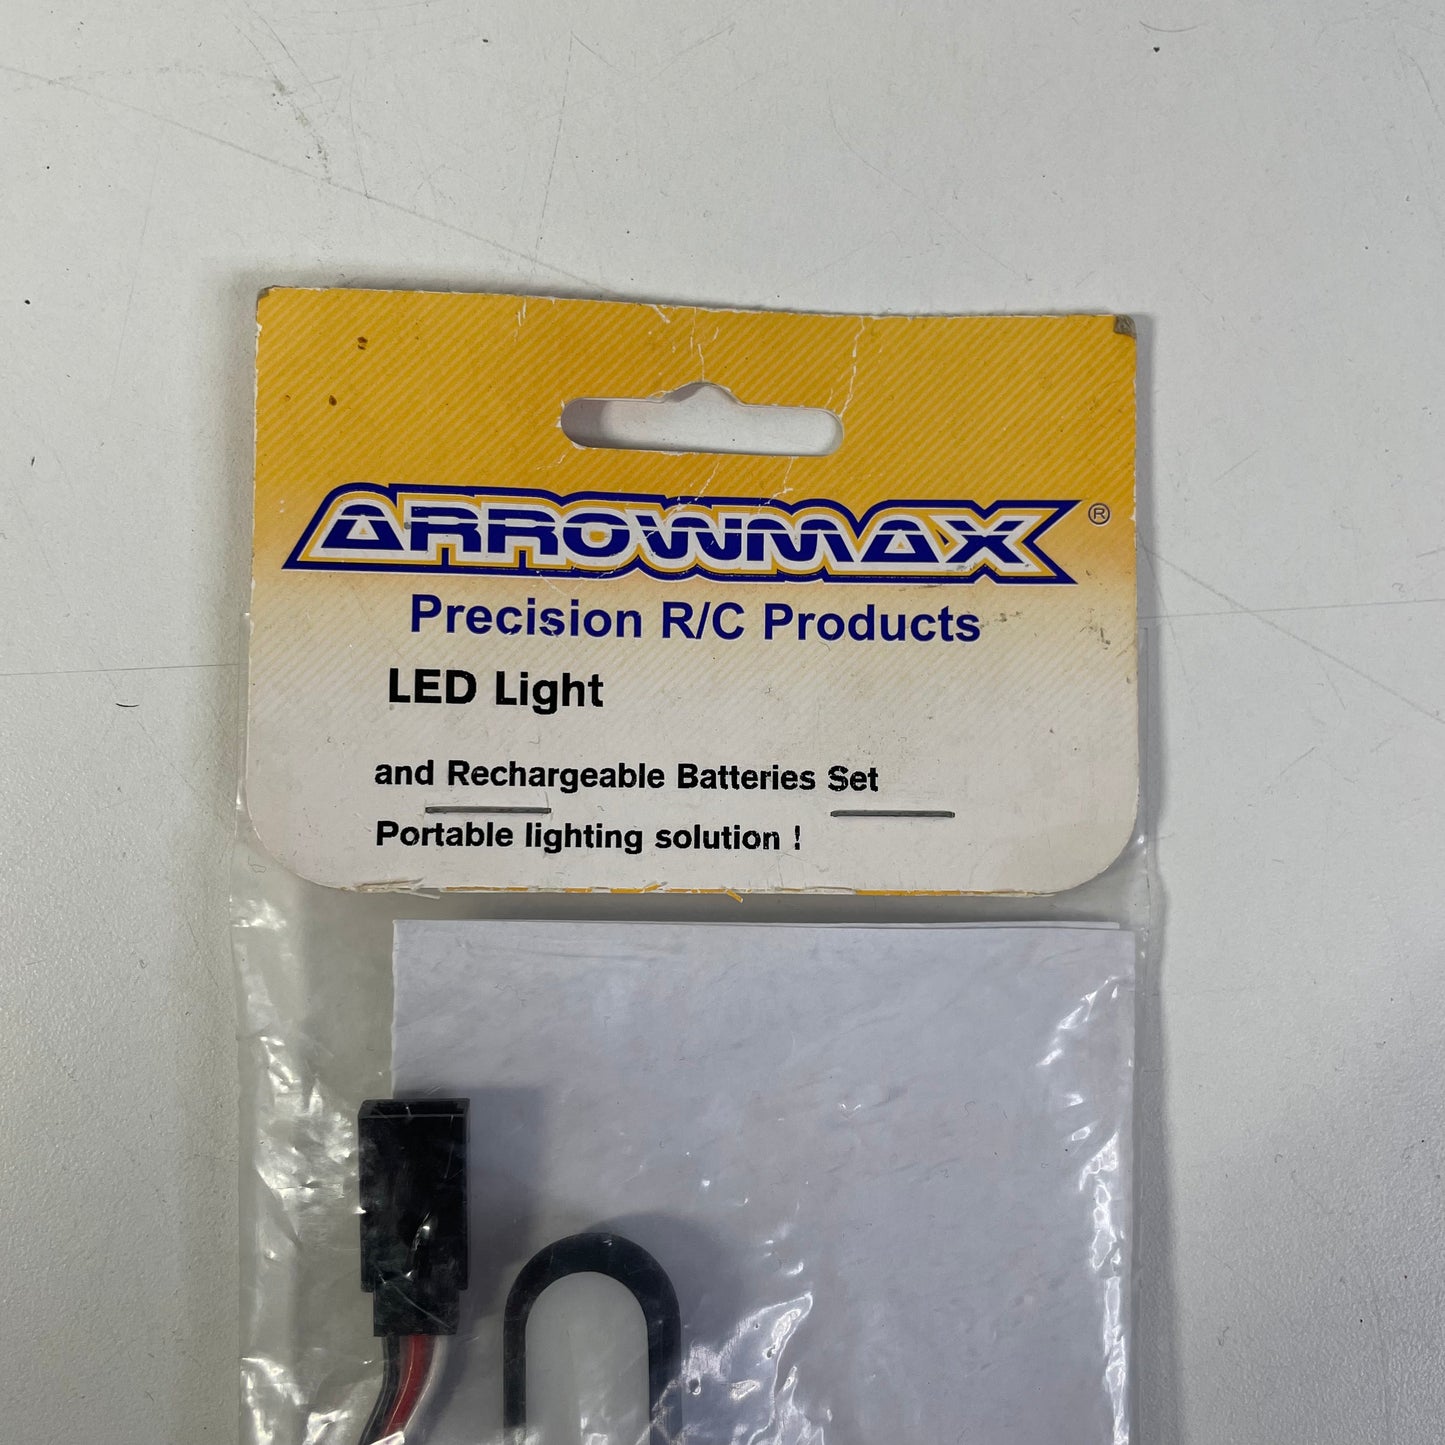 ARROWMAX®
Precision R/C Products
LED Light
and Rechargeable Batteries Set
Portable lighting solution !